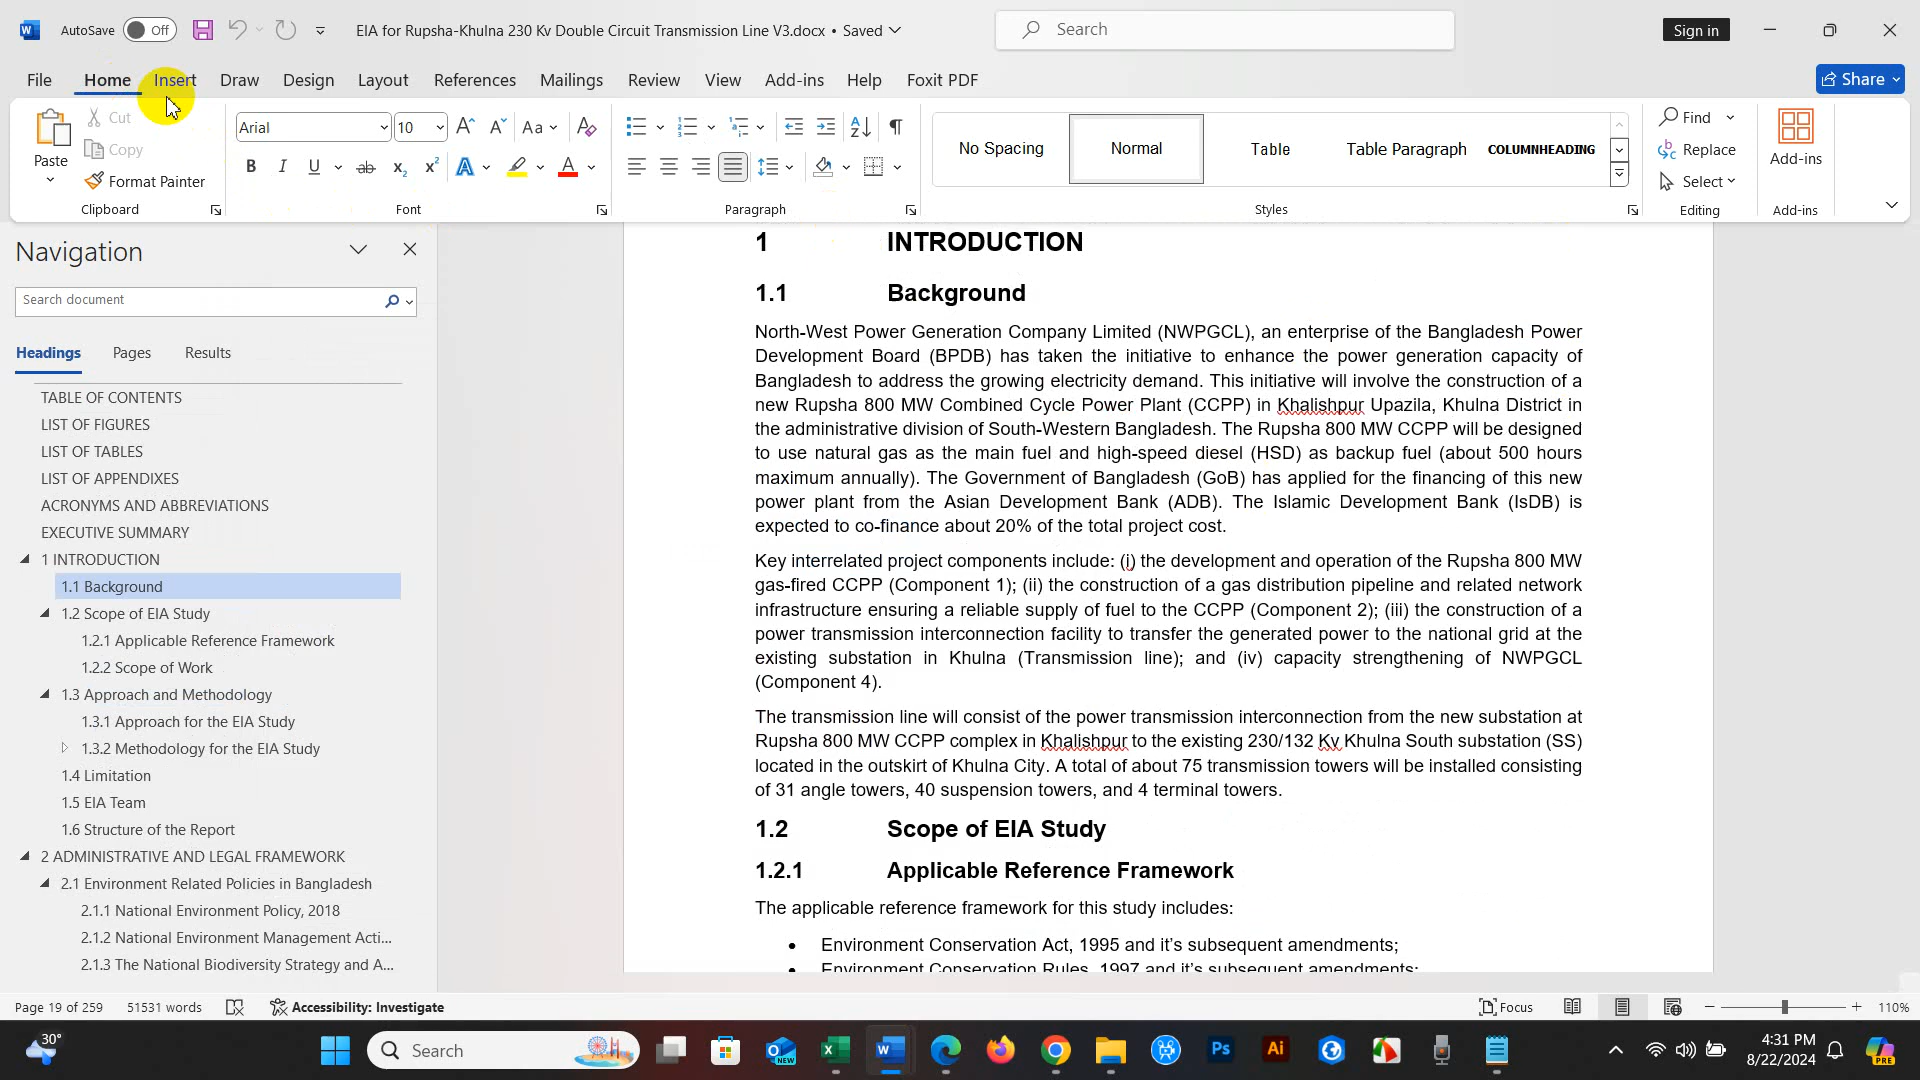 AutoSave Off
EIA for Rupsha-Khulna 230 Kv Double Circuit Transmission Line V3.docx • Saved
Search
Sign in
File Home Insert Draw Design Layout References Mailings Review View Add-ins Help Foxit PDF
Share
Paste
Cut
Copy
Format Painter
Clipboard
Arial 10
Aa
B I U ab x₂ x² A A
Font
Paragraph
No Spacing Normal Table Table Paragraph COLUMNHEADING
Styles
Find
Replace
Select
Editing
Add-ins
Add-ins
Navigation
Search document
Headings Pages Results
TABLE OF CONTENTS
LIST OF FIGURES
LIST OF TABLES
LIST OF APPENDIXES
ACRONYMS AND ABBREVIATIONS
EXECUTIVE SUMMARY
1 INTRODUCTION
1.1 Background
1.2 Scope of EIA Study
1.2.1 Applicable Reference Framework
1.2.2 Scope of Work
1.3 Approach and Methodology
1.3.1 Approach for the EIA Study
1.3.2 Methodology for the EIA Study
1.4 Limitation
1.5 EIA Team
1.6 Structure of the Report
2 ADMINISTRATIVE AND LEGAL FRAMEWORK
2.1 Environment Related Policies in Bangladesh
2.1.1 National Environment Policy, 2018
2.1.2 National Environment Management Acti...
2.1.3 The National Biodiversity Strategy and A...
1 INTRODUCTION
1.1 Background
North-West Power Generation Company Limited (NWPGCL), an enterprise of the Bangladesh Power
Development Board (BPDB) has taken the initiative to enhance the power generation capacity of
Bangladesh to address the growing electricity demand. This initiative will involve the construction of a
new Rupsha 800 MW Combined Cycle Power Plant (CCPP) in Khalishpur Upazila, Khulna District in
the administrative division of South-Western Bangladesh. The Rupsha 800 MW CCPP will be designed
to use natural gas as the main fuel and high-speed diesel (HSD) as backup fuel (about 500 hours
maximum annually). The Government of Bangladesh (GoB) has applied for the financing of this new
power plant from the Asian Development Bank (ADB). The Islamic Development Bank (IsDB) is
expected to co-finance about 20% of the total project cost.
Key interrelated project components include: (i) the development and operation of the Rupsha 800 MW
gas-fired CCPP (Component 1); (ii) the construction of a gas distribution pipeline and related network
infrastructure ensuring a reliable supply of fuel to the CCPP (Component 2); (iii) the construction of a
power transmission interconnection facility to transfer the generated power to the national grid at the
existing substation in Khulna (Transmission line); and (iv) capacity strengthening of NWPGCL
(Component 4).
The transmission line will consist of the power transmission interconnection from the new substation at
Rupsha 800 MW CCPP complex in Khalishpur to the existing 230/132 Kv Khulna South substation (SS)
located in the outskirt of Khulna City. A total of about 75 transmission towers will be installed consisting
of 31 angle towers, 40 suspension towers, and 4 terminal towers.
1.2 Scope of EIA Study
1.2.1 Applicable Reference Framework
The applicable reference framework for this study includes:
• Environment Conservation Act, 1995 and it's subsequent amendments;
• Environment Conservation Rules, 1997 and it's subsequent amendments;
Page 19 of 259 51531 words Accessibility: Investigate Focus 110%
30°
Search
NEW
Ps
Ai
4:31 PM
8/22/2024
PRE